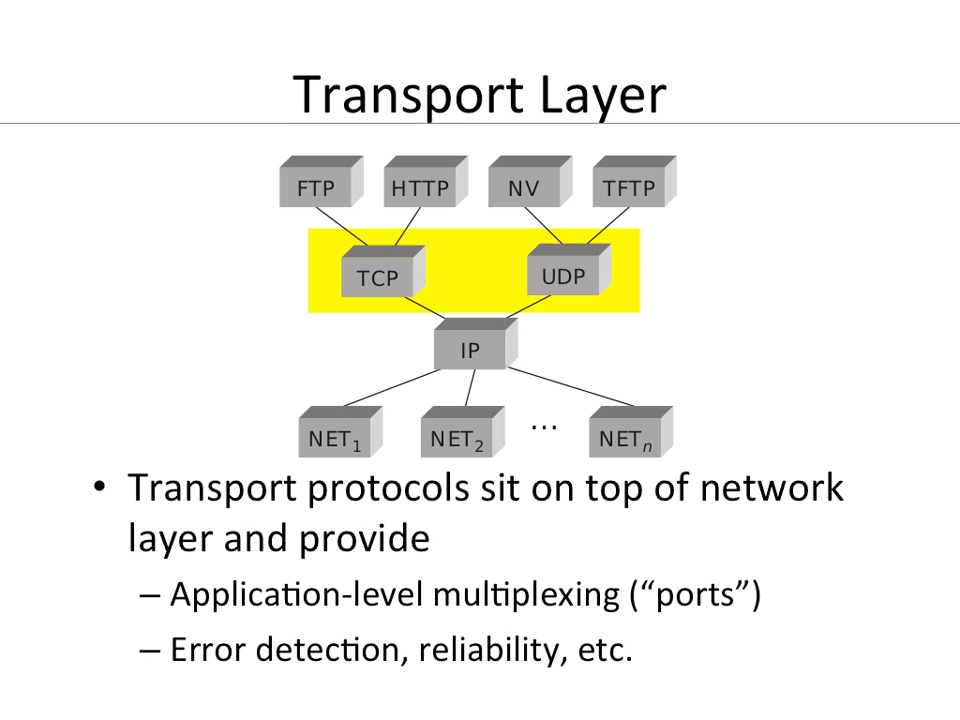 Transport Layer
FTP HTTP NV TFTP
TCP UDP
IP
NET1 NET2 ... NETn
• Transport protocols sit on top of network
layer and provide
– Application-level multiplexing (“ports”)
– Error detection, reliability, etc.